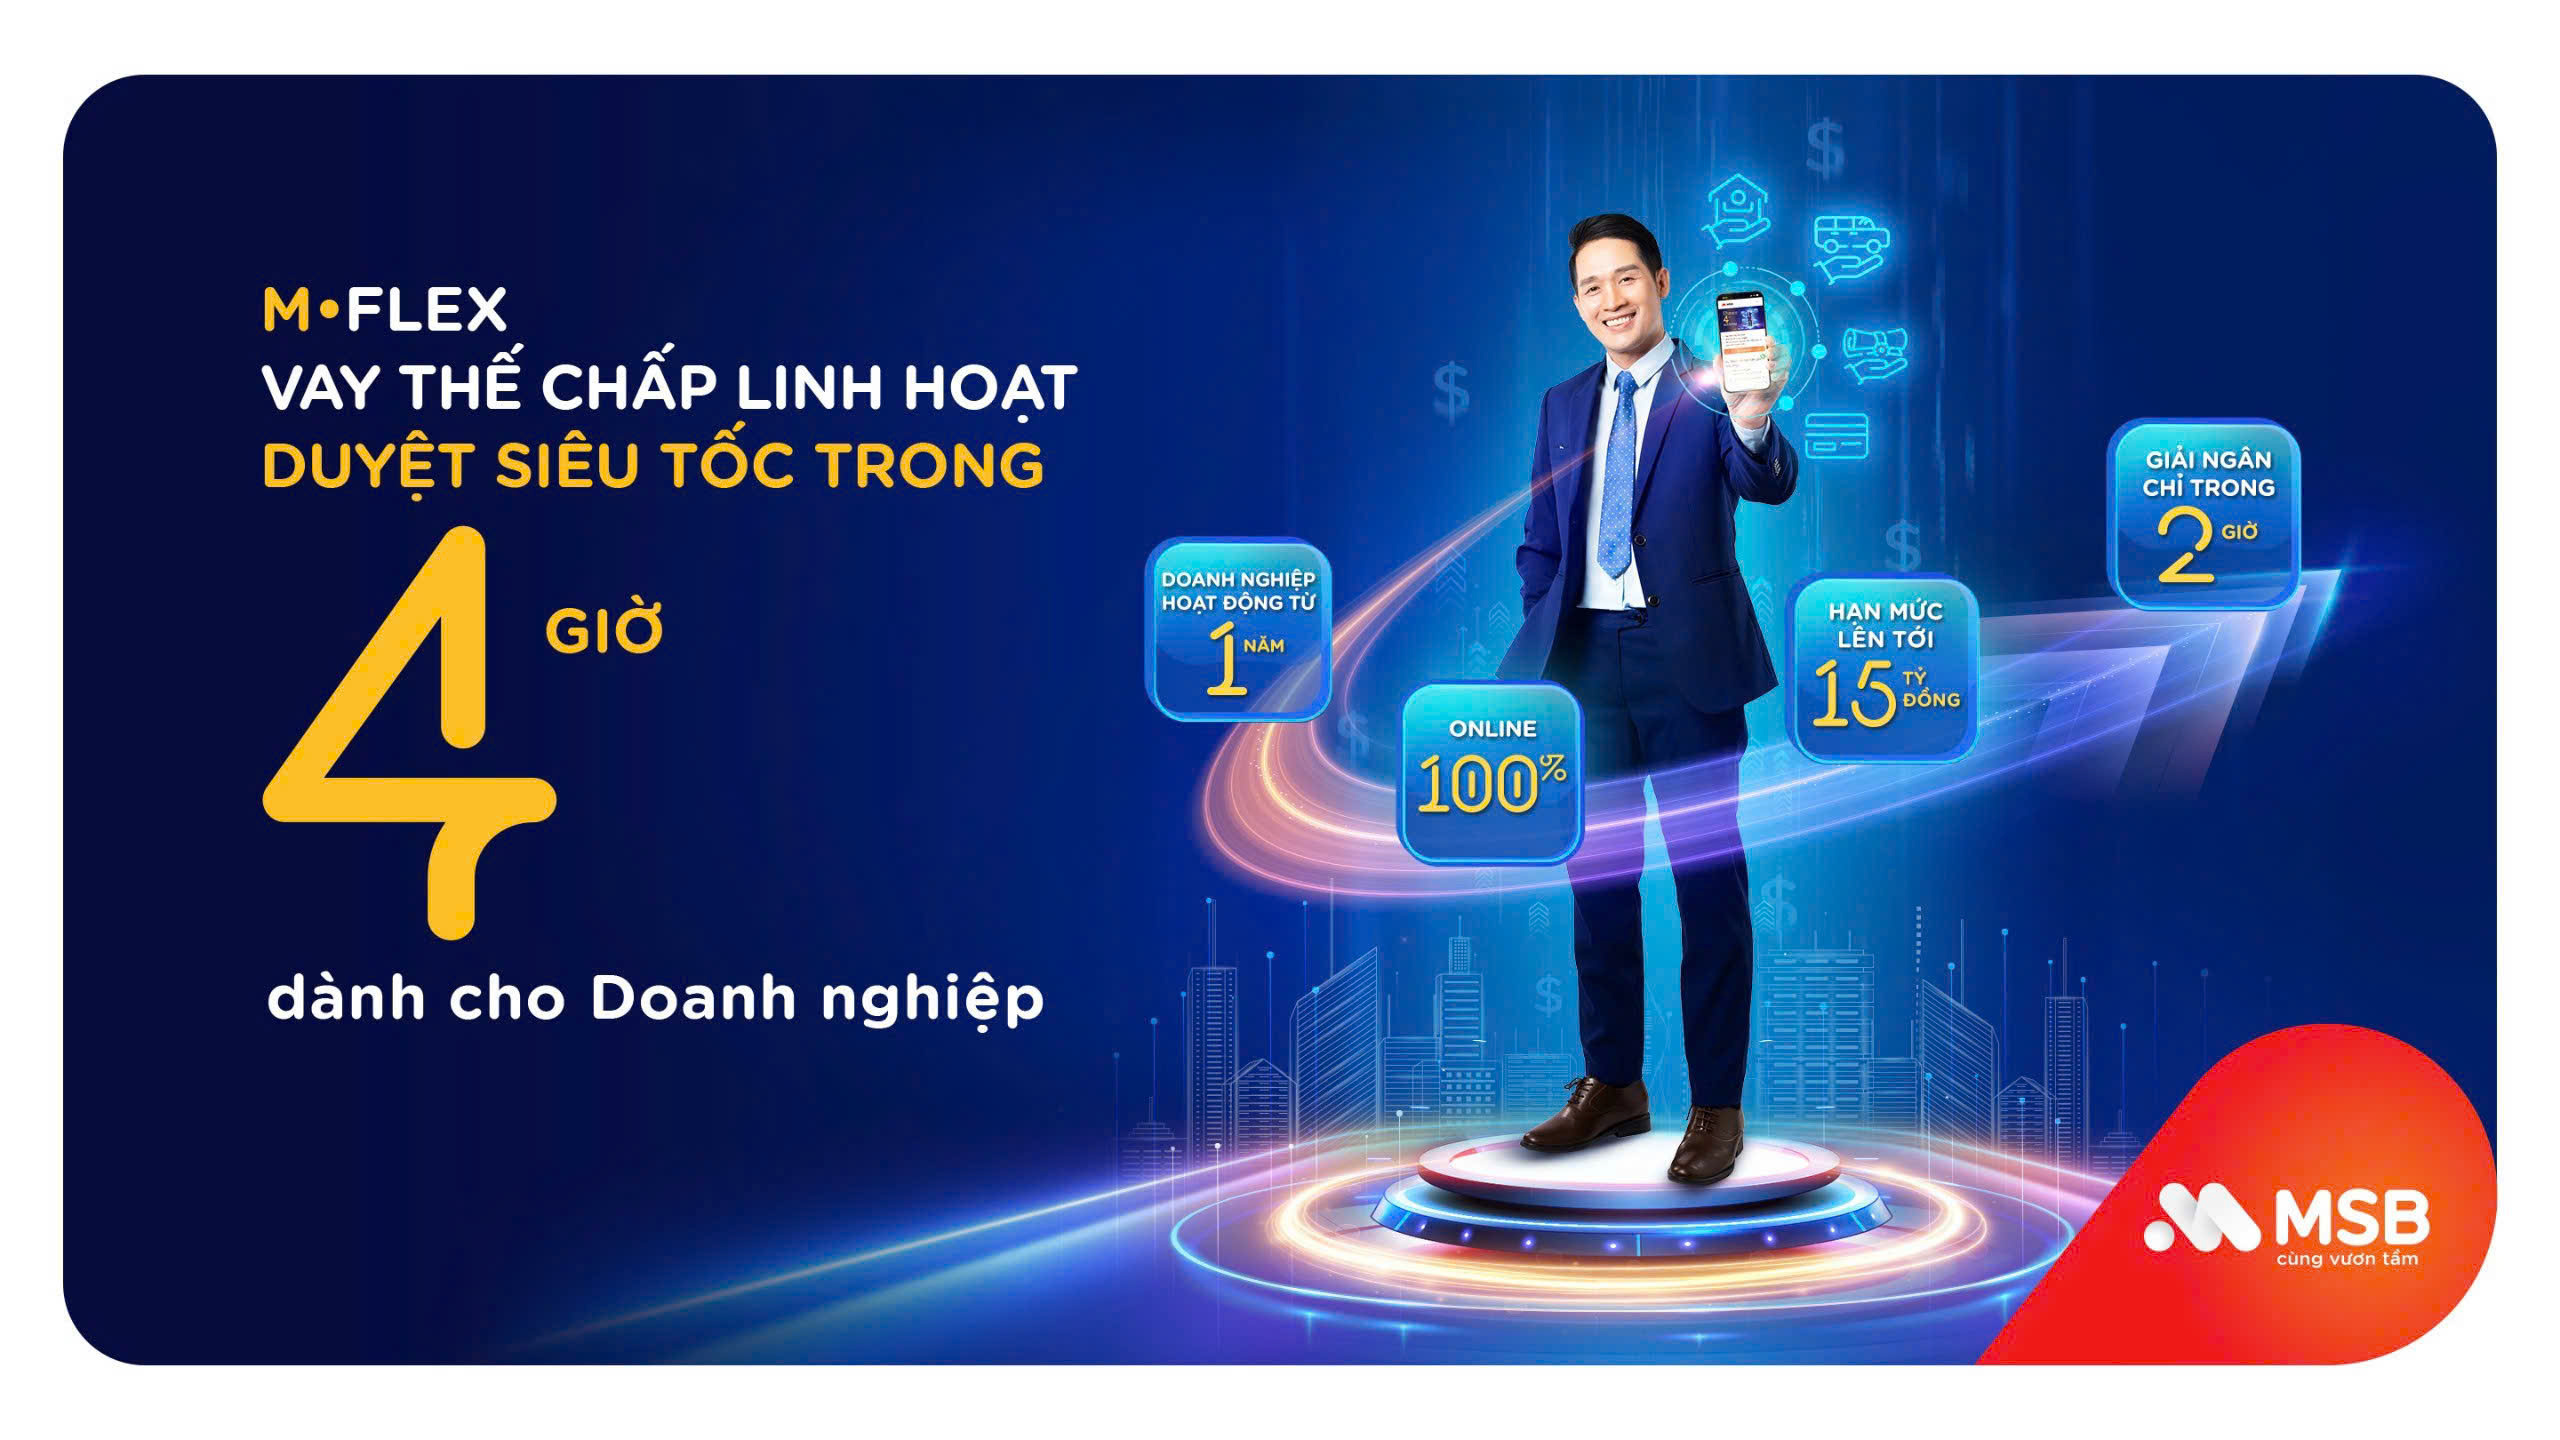 M•FLEX
VAY THẾ CHẤP LINH HOẠT
DUYỆT SIÊU TỐC TRONG
4 GIỜ
dành cho Doanh nghiệp
DOANH NGHIỆP
HOẠT ĐỘNG TỪ
1 NĂM
ONLINE
100%
HẠN MỨC
LÊN TỚI
15 TỶ
ĐỒNG
GIẢI NGÂN
CHỈ TRONG
2 GIỜ
MSB
cùng vươn tầm